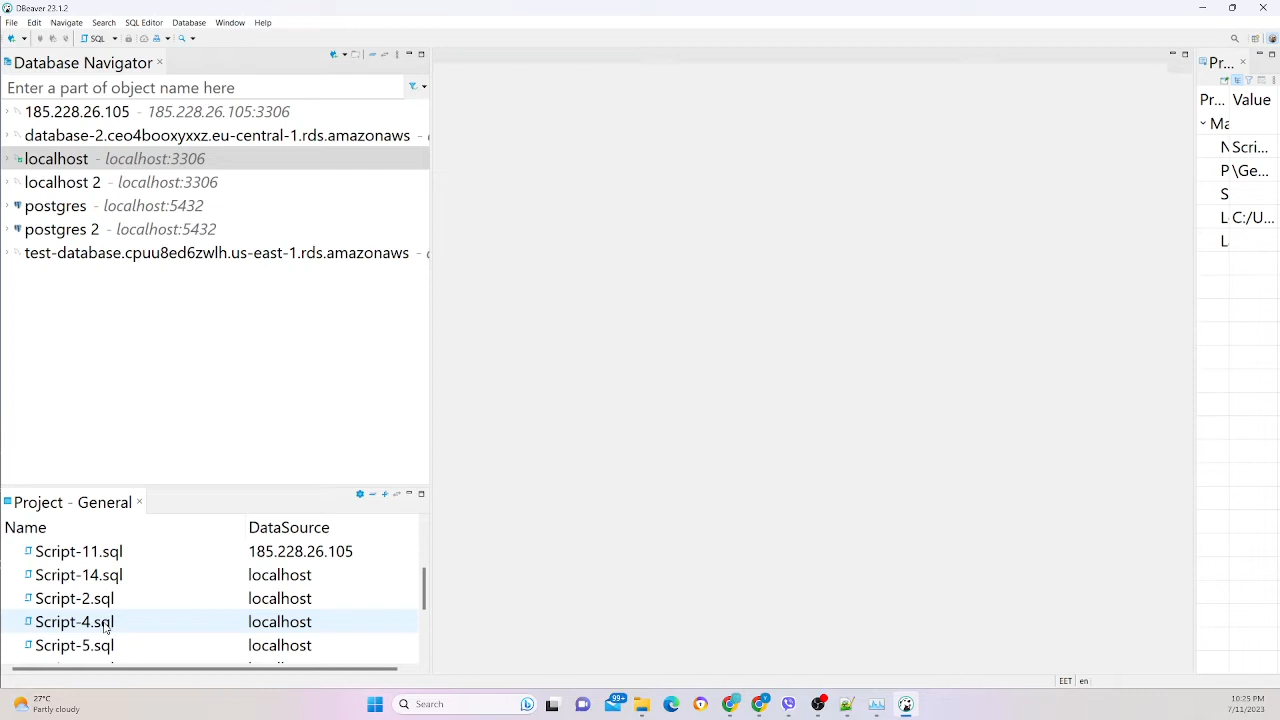 DBeaver 23.1.2
File Edit Navigate Search SQL Editor Database Window Help
SQL
Database Navigator
Enter a part of object name here
185.228.26.105 - 185.228.26.105:3306
database-2.ceo4booxyxxz.eu-central-1.rds.amazonaws -
localhost - localhost:3306
localhost 2 - localhost:3306
postgres - localhost:5432
postgres 2 - localhost:5432
test-database.cpuu8ed6zwlh.us-east-1.rds.amazonaws -
Project - General
Name DataSource
Script-11.sql 185.228.26.105
Script-14.sql localhost
Script-2.sql localhost
Script-4.sql localhost
Script-5.sql localhost
Pr...
Pr... Value
Ma
N Scri...
P \Ge...
S
L C:/U...
L
EET en
27°C
Partly cloudy
Search
99+
10:25 PM
7/11/2023